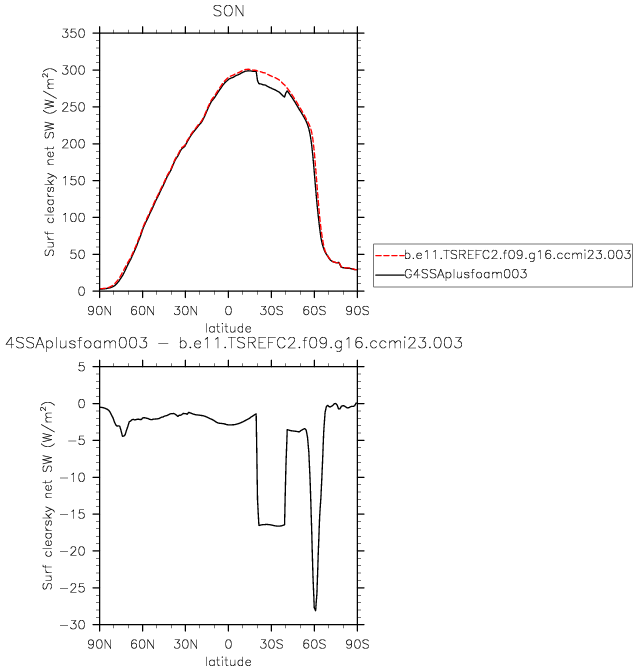 SON
350
300
250
200
150
100
50
0
Surf clearsky net SW (W/m²)
90N 60N 30N 0 30S 60S 90S
latitude
b.e11.TSREFC2.f09.g16.ccmi23.003
G4SSAplusfoam003
4SSAplusfoam003 − b.e11.TSREFC2.f09.g16.ccmi23.003
5
0
−5
−10
−15
−20
−25
−30
Surf clearsky net SW (W/m²)
90N 60N 30N 0 30S 60S 90S
latitude